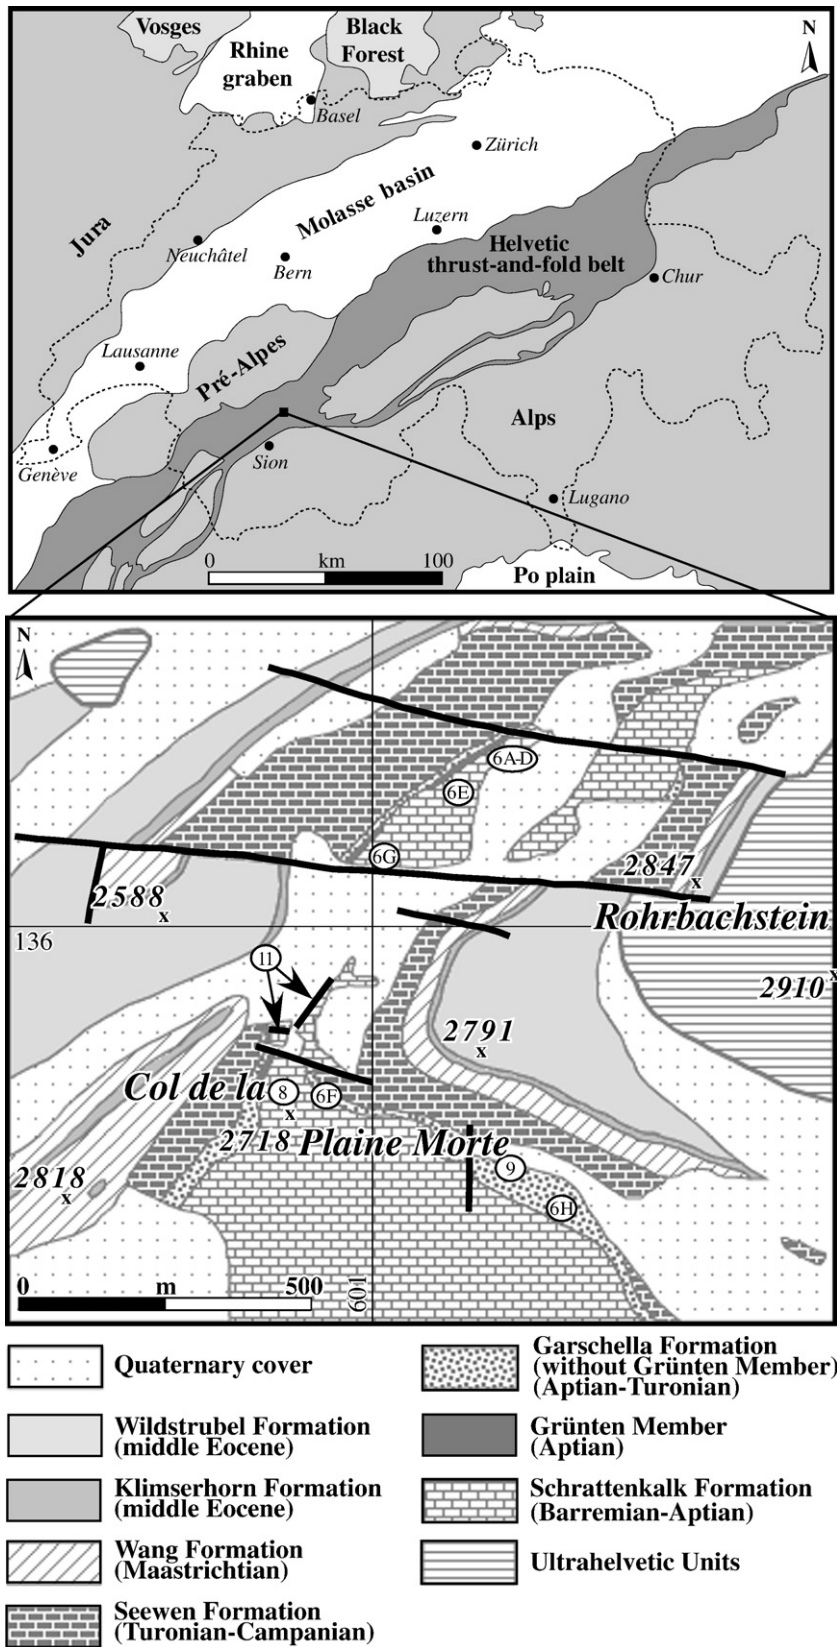 Vosges
Black
Forest
Rhine
graben
N
Basel
Zürich
Molasse basin
Jura
Luzern
Neuchâtel
Bern
Helvetic
thrust-and-fold belt
Chur
Lausanne
Pré-Alpes
Alps
Genève
Sion
Lugano
0 km 100
Po plain
N
6A-D
6E
6G
2588
x
2847
x
Rohrbachstein
136
11
2910
x
2791
x
Col de la
8
6F
x
2718
Plaine Morte
9
2818
x
6H
0 m 500
601
Quaternary cover
Wildstrubel Formation
(middle Eocene)
Klimserhorn Formation
(middle Eocene)
Wang Formation
(Maastrichtian)
Seewen Formation
(Turonian-Campanian)
Garschella Formation
(without Grünten Member)
(Aptian-Turonian)
Grünten Member
(Aptian)
Schrattenkalk Formation
(Barremian-Aptian)
Ultrahelvetic Units